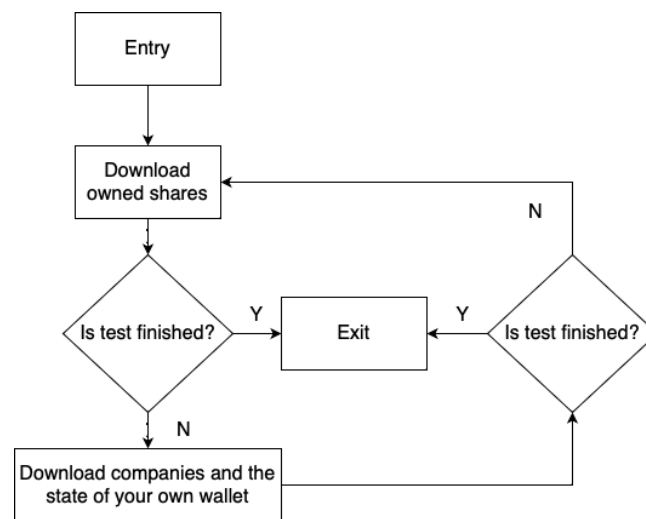 Entry
Download
owned shares
N
Is test finished?
Y
Exit
Y
Is test finished?
N
Download companies and the
state of your own wallet